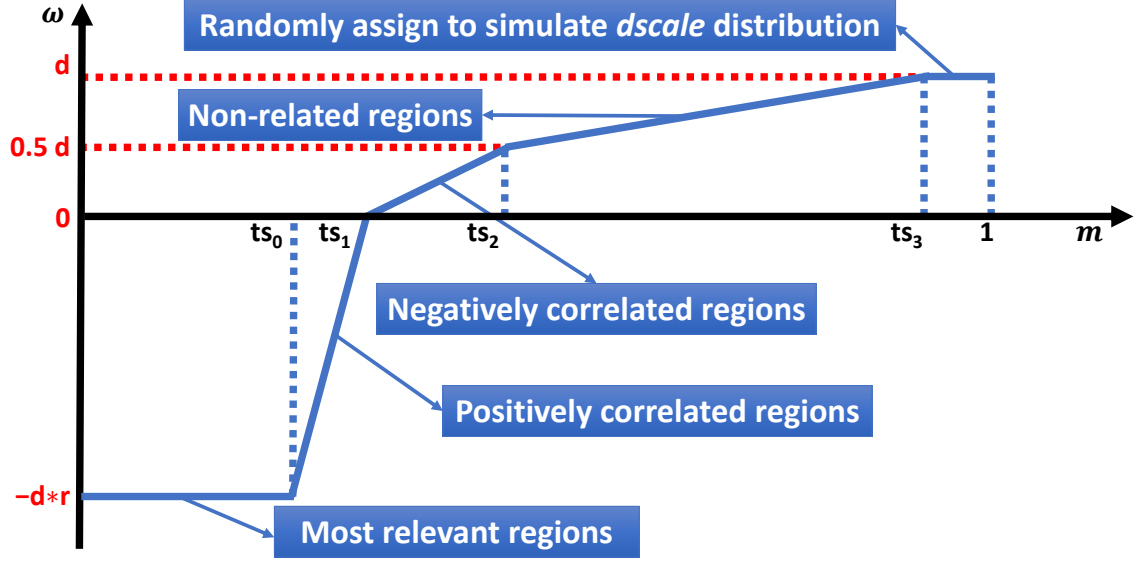 ω
Randomly assign to simulate dscale distribution
d
Non-related regions
0.5 d
0
ts₀
ts₁
ts₂
ts₃
1
m
Negatively correlated regions
Positively correlated regions
−d*r
Most relevant regions